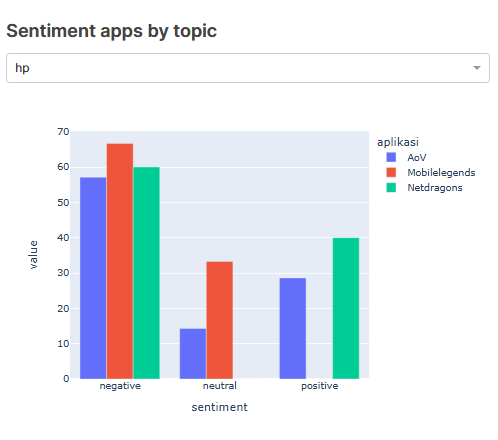 Sentiment apps by topic
hp
aplikasi
AoV
Mobilelegends
Netdragons
value
70
60
50
40
30
20
10
0
negative neutral positive
sentiment